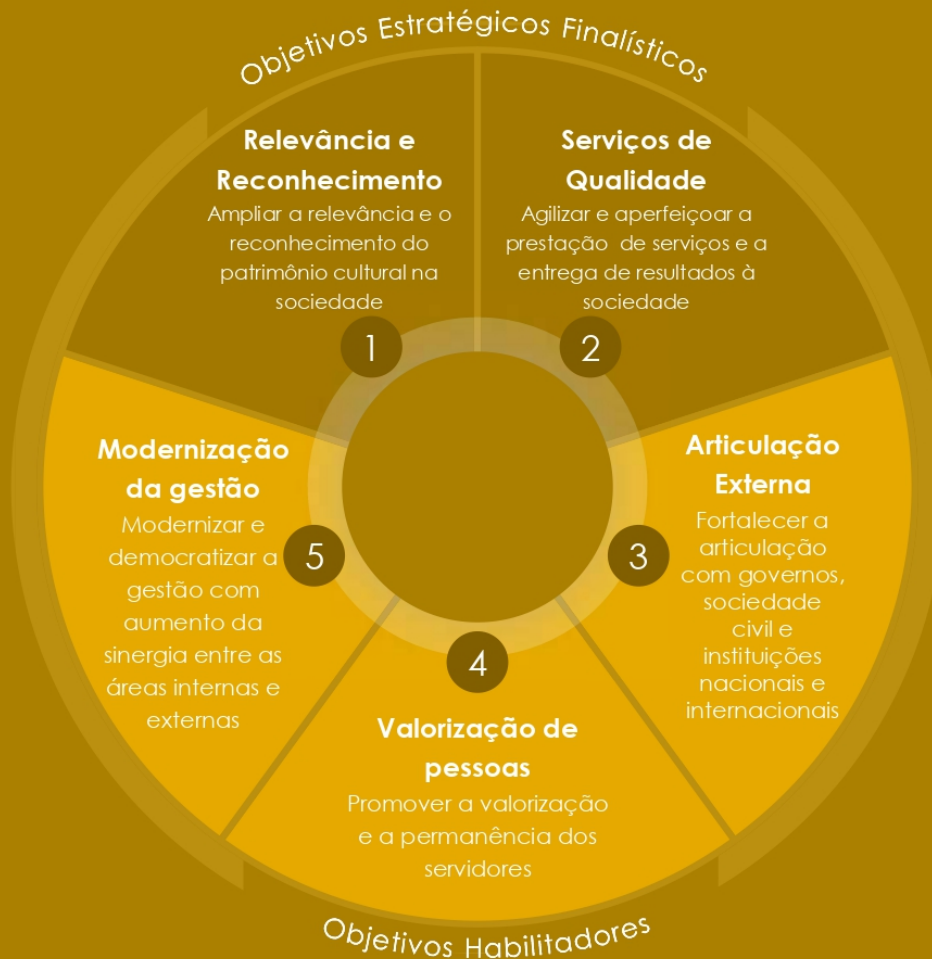 Objetivos Estratégicos Finalísticos
Relevância e
Reconhecimento
Ampliar a relevância e o
reconhecimento do
patrimônio cultural na
sociedade
1
Serviços de
Qualidade
Agilizar e aperfeiçoar a
prestação de serviços e a
entrega de resultados à
sociedade
2
Articulação
Externa
Fortalecer a
articulação
com governos,
sociedade
civil e
instituições
nacionais e
internacionais
3
4
Valorização de
pessoas
Promover a valorização
e a permanência dos
servidores
Modernização
da gestão
Modernizar e
democratizar a
gestão com
aumento da
sinergia entre as
áreas internas e
externas
5
Objetivos Habilitadores